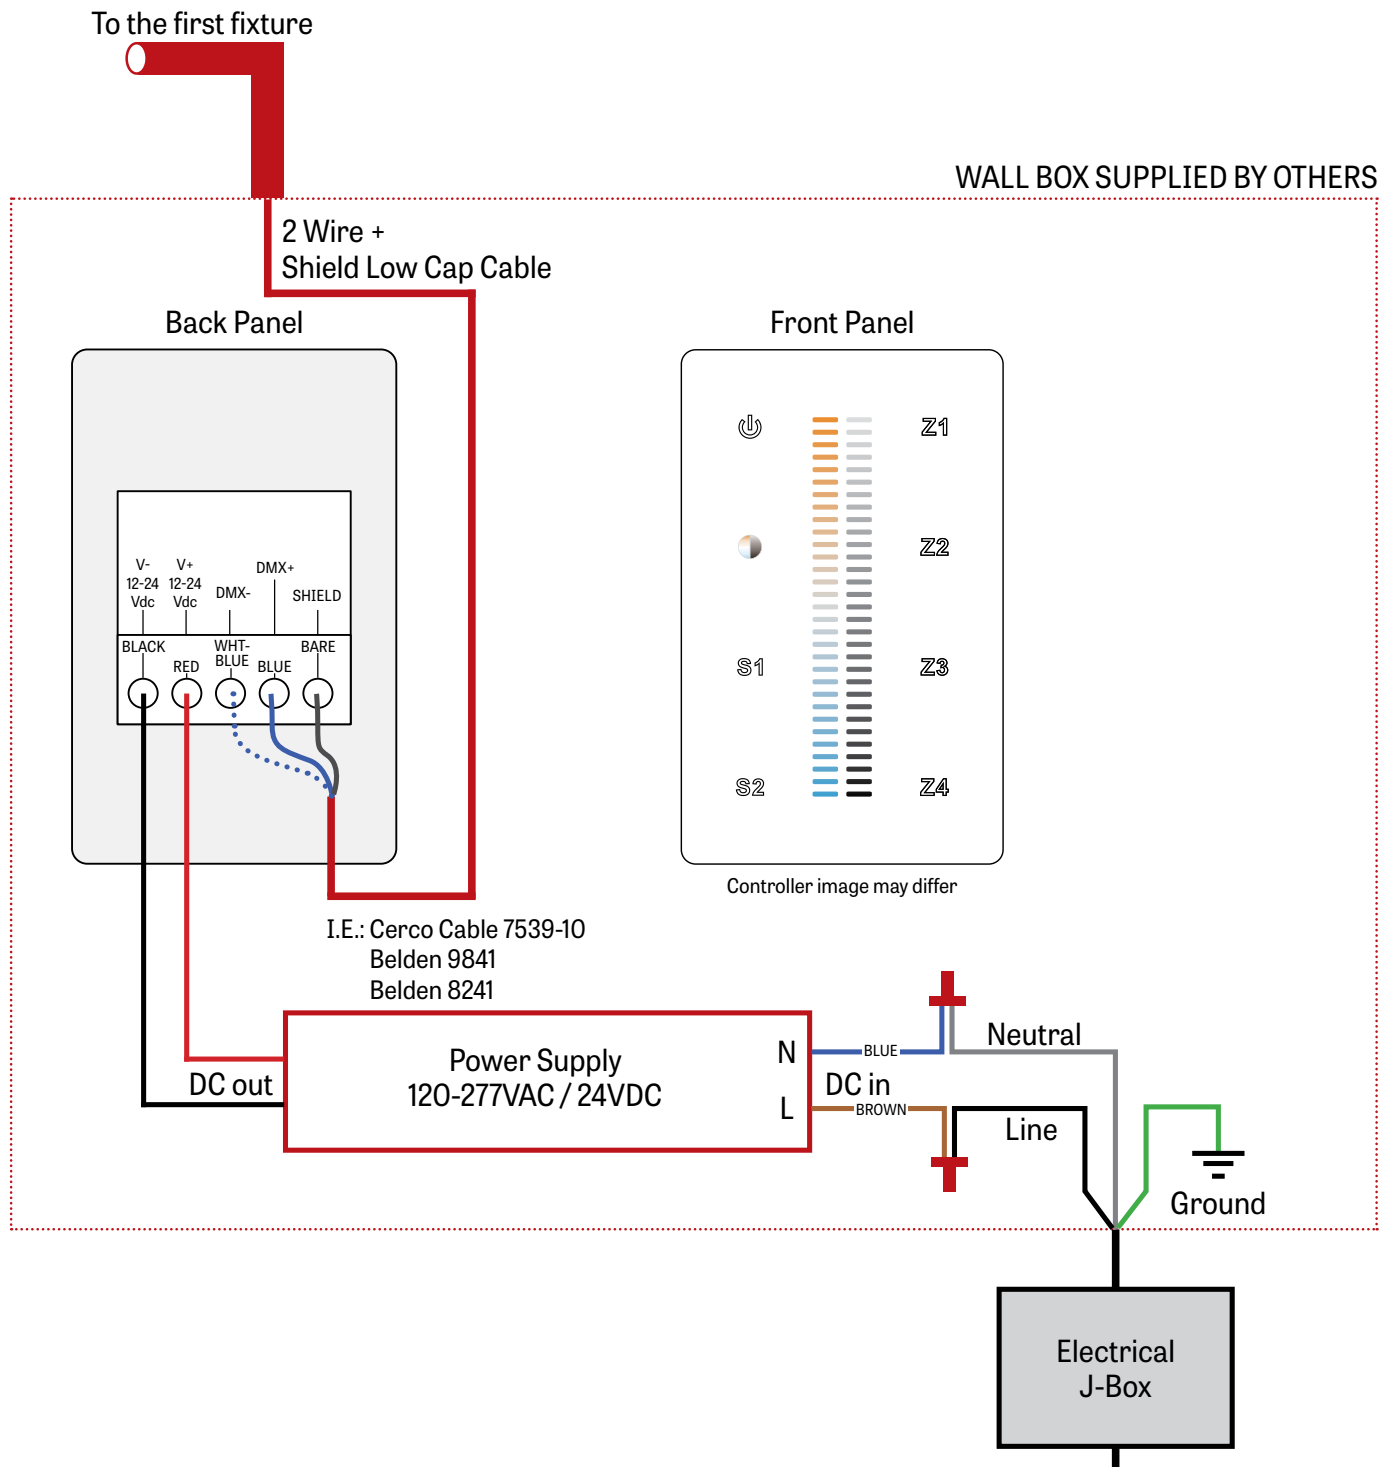 To the first fixture
WALL BOX SUPPLIED BY OTHERS
2 Wire +
Shield Low Cap Cable
Back Panel
V-
12-24
Vdc
V+
12-24
Vdc
DMX-
DMX+
SHIELD
BLACK
RED
WHT-
BLUE
BLUE
BARE
Front Panel
Z1
Z2
S1
Z3
S2
Z4
Controller image may differ
I.E.: Cerco Cable 7539-10
Belden 9841
Belden 8241
DC out
Power Supply
120-277VAC / 24VDC
N
L
BLUE
DC in
BROWN
Neutral
Line
Ground
Electrical
J-Box